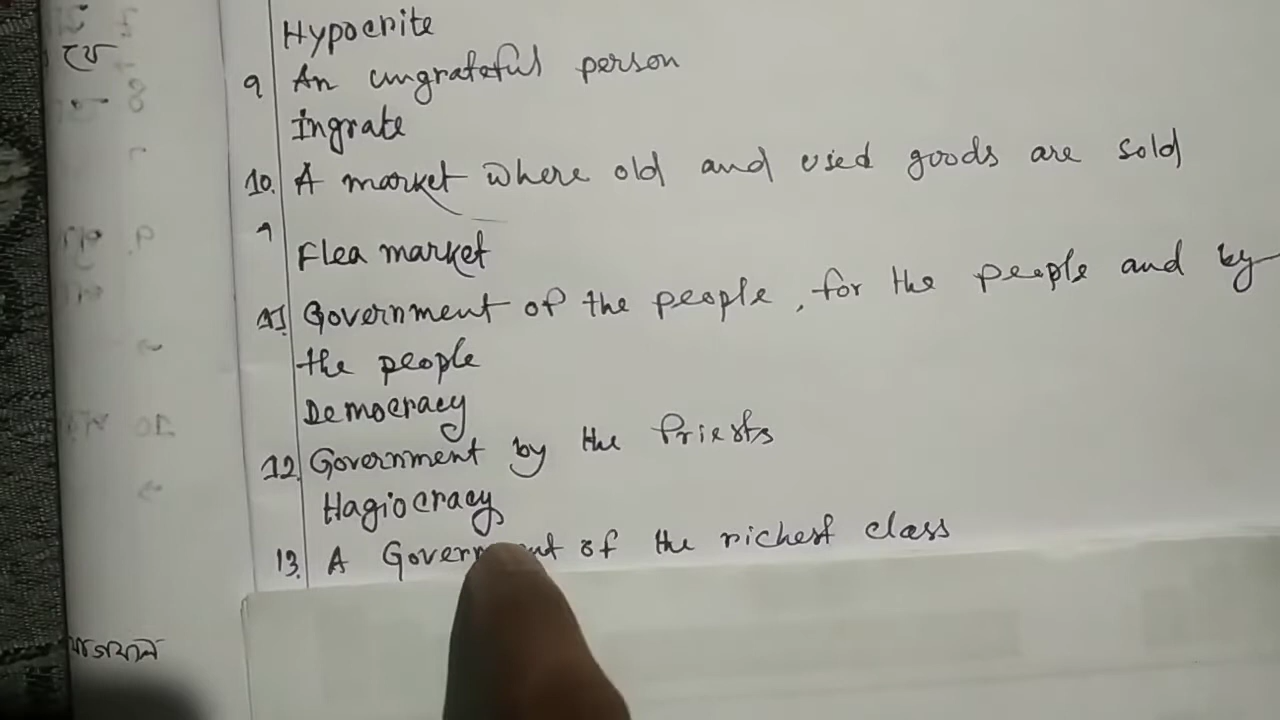 Hypocrite
9 An ungrateful person
Ingrate
10. A market where old and used goods are sold
Flea market
11. Government of the people, for the people and by
the people
Democracy
12. Government by the Priests
Hagiocracy
13. A Government of the richest class